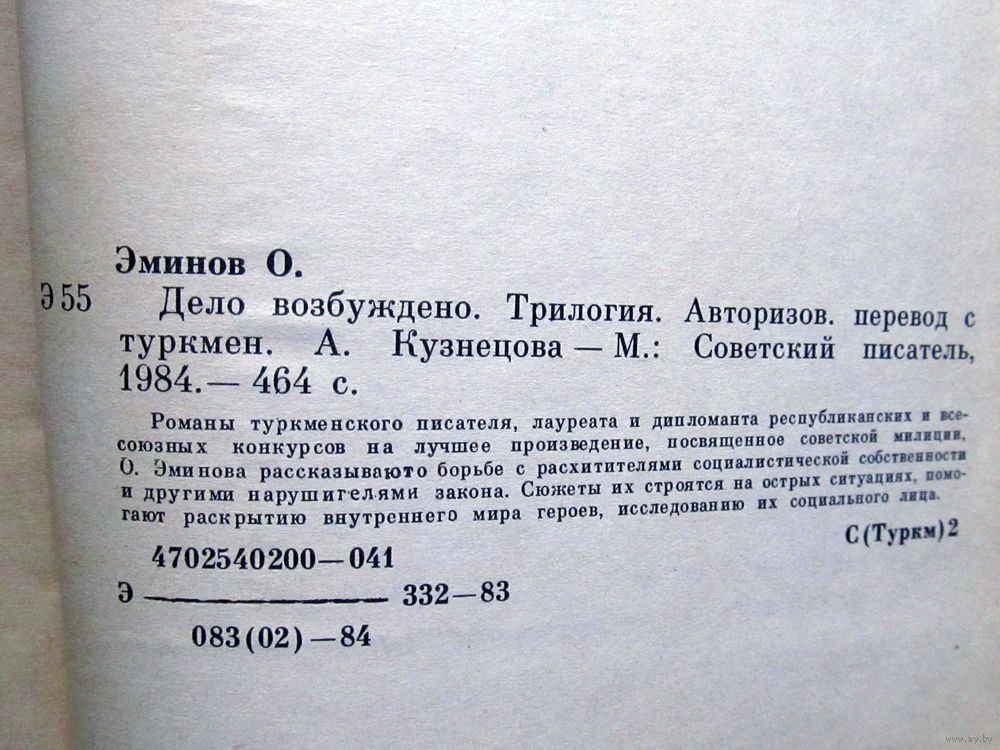 Эминов О.
Э55 Дело возбуждено. Трилогия. Авторизов. перевод с
туркмен. А. Кузнецова — М.: Советский писатель,
1984.— 464 с.
Романы туркменского писателя, лауреата и дипломанта республиканских и все-
союзных конкурсов на лучшее произведение, посвященное советской милиции,
О. Эминова рассказываюто борьбе с расхитителями социалистической собственности
и другими нарушителями закона. Сюжеты их строятся на острых ситуациях, помо-
гают раскрытию внутреннего мира героев, исследованию их социального лица.
4702540200—041
Э ———— 332—83
083(02)—84
С(Туркм)2
www.ay.by